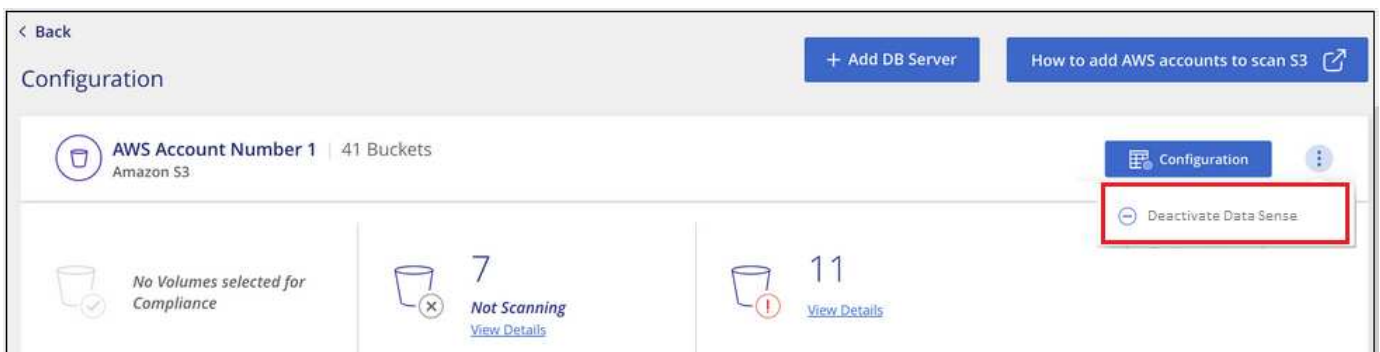 < Back
+ Add DB Server
How to add AWS accounts to scan S3
Configuration
AWS Account Number 1 | 41 Buckets
Amazon S3
Configuration
Deactivate Data Sense
No Volumes selected for
Compliance
7
Not Scanning
View Details
11
View Details